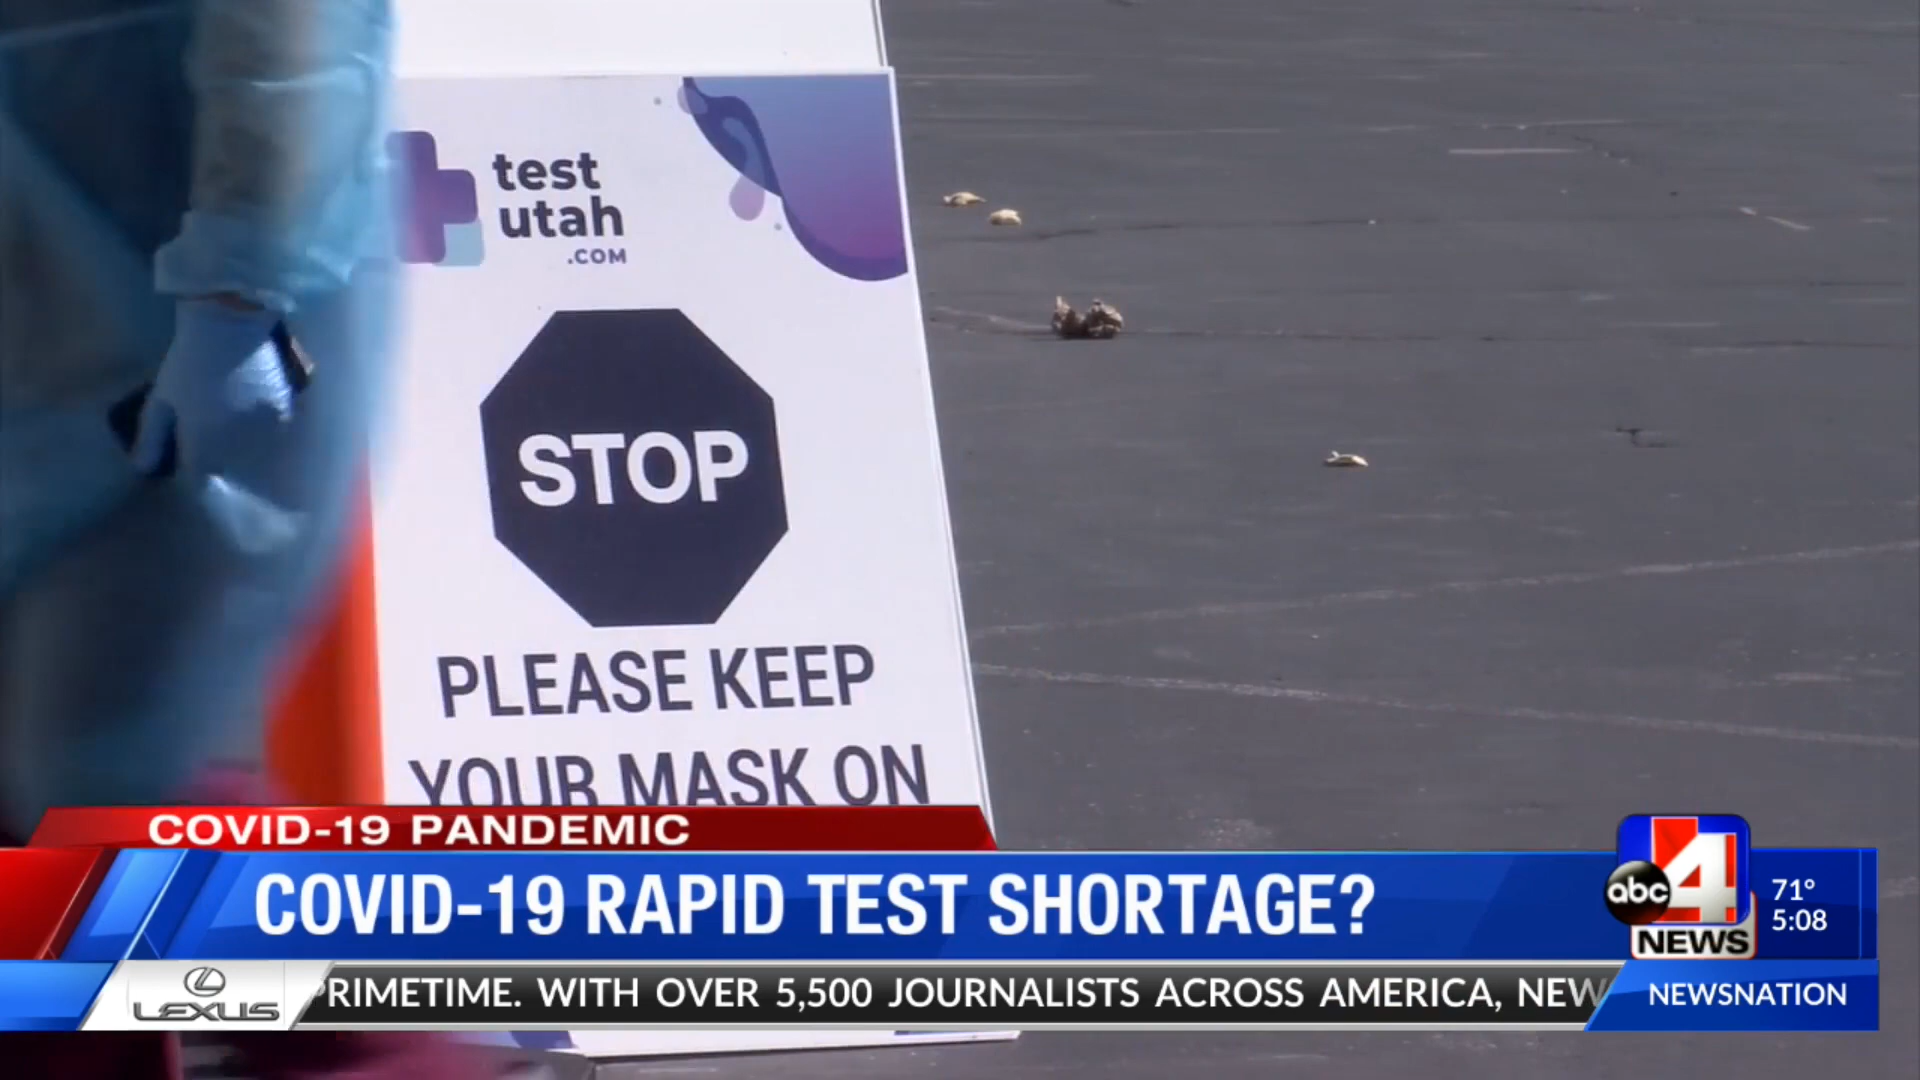 test
utah
.COM
STOP
PLEASE KEEP
YOUR MASK ON
COVID-19 PANDEMIC
COVID-19 RAPID TEST SHORTAGE?
abc
4
NEWS
71°
5:08
LEXUS
PRIMETIME. WITH OVER 5,500 JOURNALISTS ACROSS AMERICA, NEW
NEWSNATION